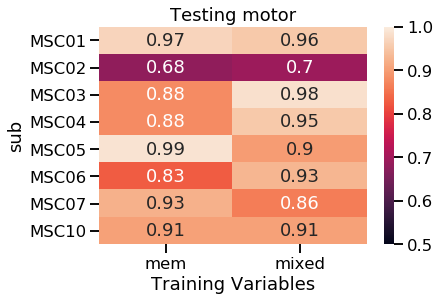 Testing motor
MSC01 0.97 0.96
MSC02 0.68 0.7
MSC03 0.88 0.98
MSC04 0.88 0.95
MSC05 0.99 0.9
MSC06 0.83 0.93
MSC07 0.93 0.86
MSC10 0.91 0.91
sub
mem mixed
Training Variables
1.0
0.9
0.8
0.7
0.6
0.5